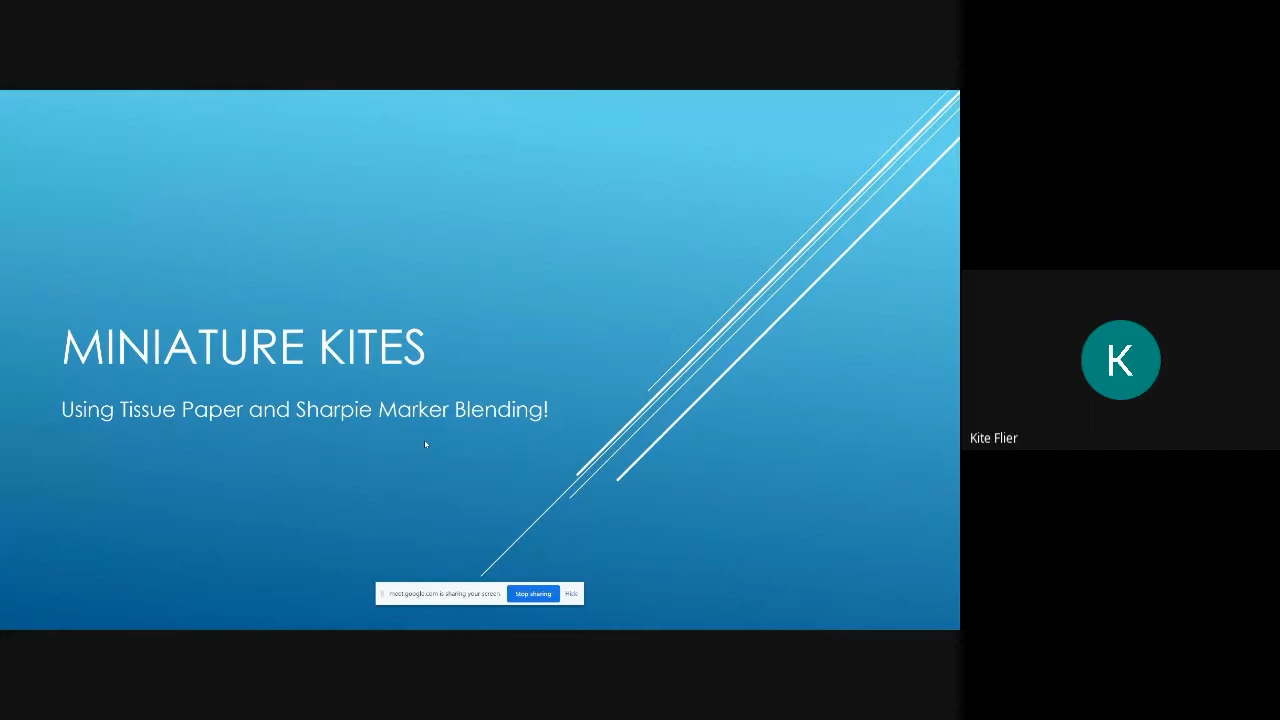 MINIATURE KITES
Using Tissue Paper and Sharpie Marker Blending!
K
Kite Flier
meet.google.com is sharing your screen.
Stop sharing
Hide